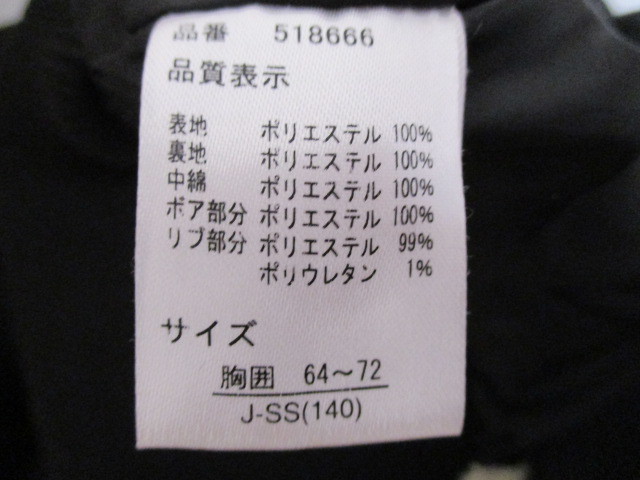 品番 518666
品質表示
表地 ポリエステル 100%
裏地 ポリエステル 100%
中綿 ポリエステル 100%
ボア部分 ポリエステル 100%
リブ部分 ポリエステル 99%
ポリウレタン 1%
サイズ
胸囲 64～72
J-SS(140)